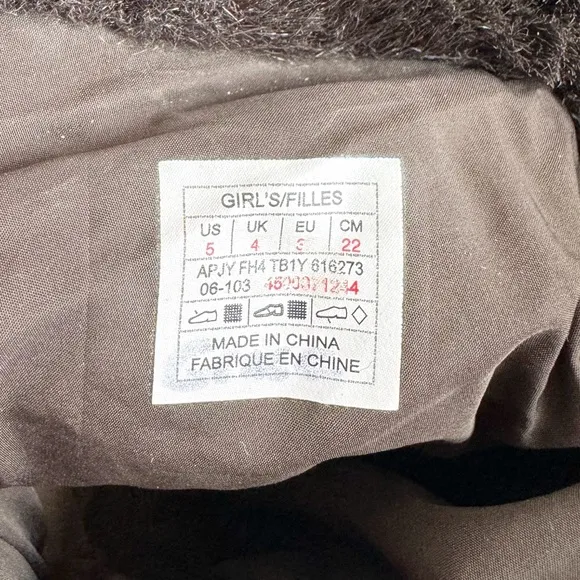 GIRL'S/FILLES
US UK EU CM
5 4 3 22
APJY FH4 TB1Y 616273
06-103
MADE IN CHINA
FABRIQUE EN CHINE